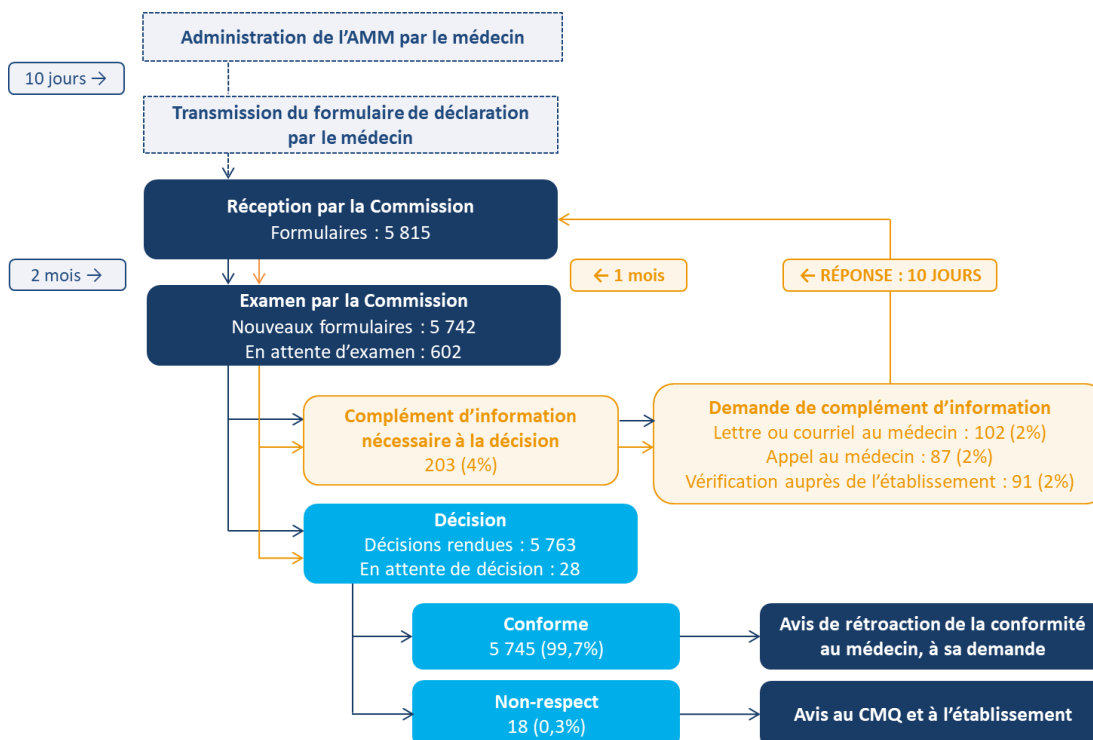 Administration de l’AMM par le médecin
10 jours →
Transmission du formulaire de déclaration
par le médecin
Réception par la Commission
Formulaires : 5 815
2 mois →
← 1 mois
← RÉPONSE : 10 JOURS
Examen par la Commission
Nouveaux formulaires : 5 742
En attente d’examen : 602
Complément d’information
nécessaire à la décision
203 (4%)
Demande de complément d’information
Lettre ou courriel au médecin : 102 (2%)
Appel au médecin : 87 (2%)
Vérification auprès de l’établissement : 91 (2%)
Décision
Décisions rendues : 5 763
En attente de décision : 28
Conforme
5 745 (99,7%)
Avis de rétroaction de la conformité
au médecin, à sa demande
Non-respect
18 (0,3%)
Avis au CMQ et à l’établissement